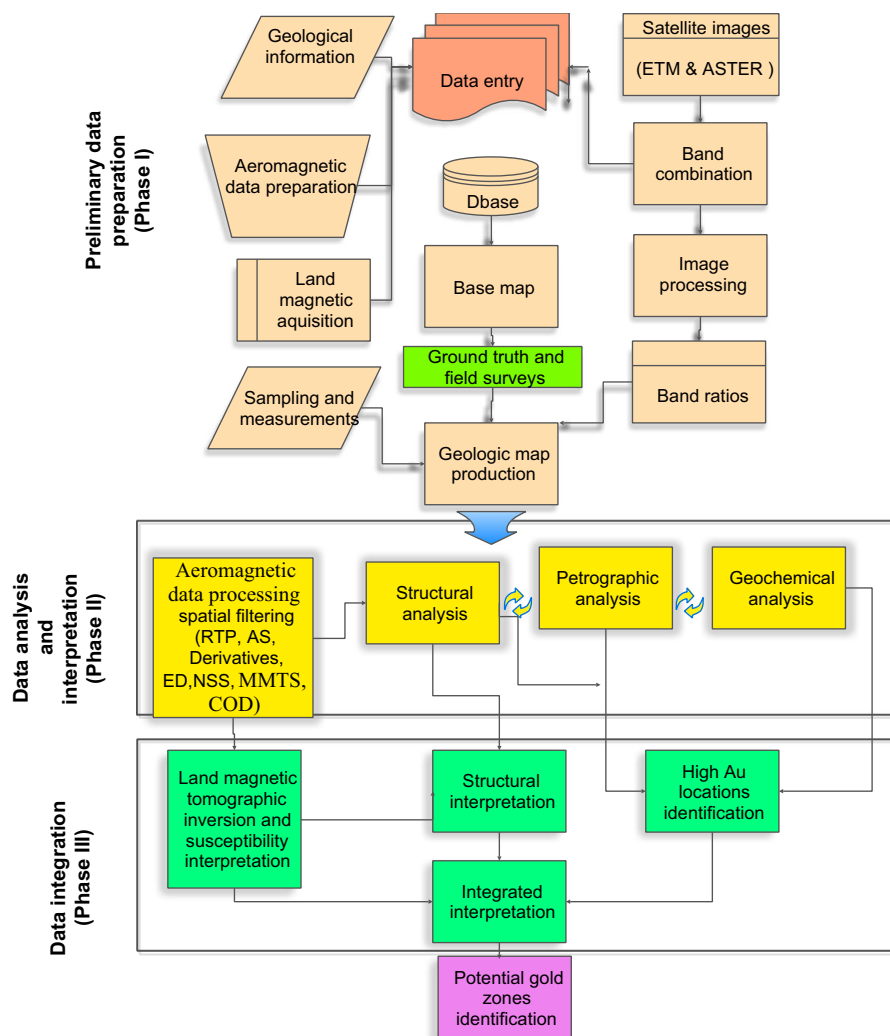 Preliminary data
preparation
(Phase I)
Geological
information
Data entry
Satellite images
(ETM & ASTER )
Aeromagnetic
data preparation
Dbase
Band
combination
Land
magnetic
aquisition
Base map
Image
processing
Ground truth and
field surveys
Sampling and
measurements
Band ratios
Geologic map
production
Data analysis
and
interpretation
(Phase II)
Aeromagnetic
data processing
spatial filtering
(RTP, AS,
Derivatives,
ED,NSS, MMTS,
COD)
Structural
analysis
Petrographic
analysis
Geochemical
analysis
Data integration
(Phase III)
Land magnetic
tomographic
inversion and
susceptibility
interpretation
Structural
interpretation
High Au
locations
identification
Integrated
interpretation
Potential gold
zones
identification